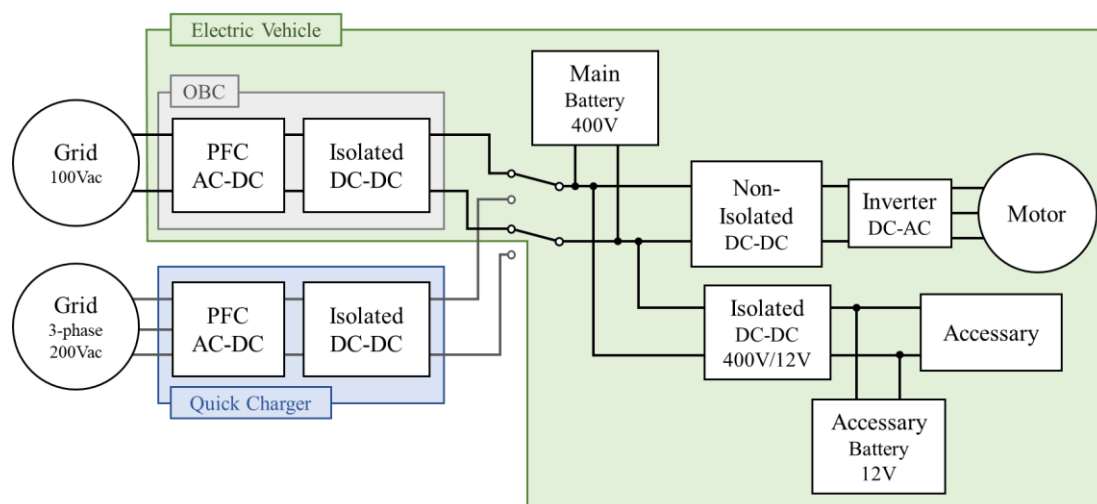 Electric Vehicle
OBC
Grid
100Vac
PFC
AC-DC
Isolated
DC-DC
Main
Battery
400V
Non-
Isolated
DC-DC
Inverter
DC-AC
Motor
Grid
3-phase
200Vac
PFC
AC-DC
Isolated
DC-DC
Quick Charger
Isolated
DC-DC
400V/12V
Accessary
Accessary
Battery
12V